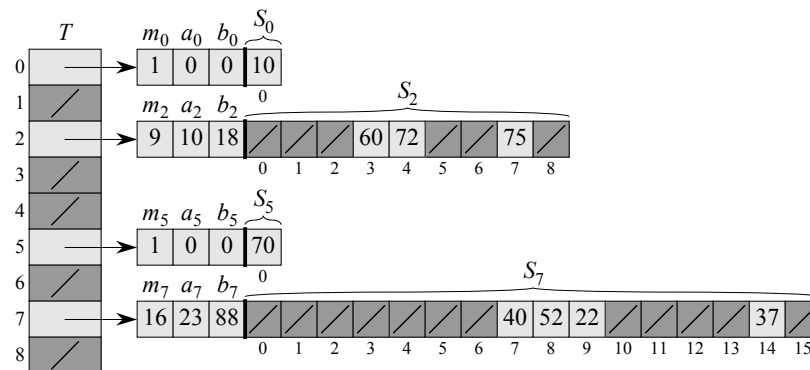 T m₀ a₀ b₀ S₀
0 1 0 0 10
0
1 m₂ a₂ b₂ S₂
2 9 10 18 60 72 75
0 1 2 3 4 5 6 7 8
3
4 m₅ a₅ b₅ S₅
5 1 0 0 70
0
6 m₇ a₇ b₇ S₇
7 16 23 88 40 52 22 37
0 1 2 3 4 5 6 7 8 9 10 11 12 13 14 15
8